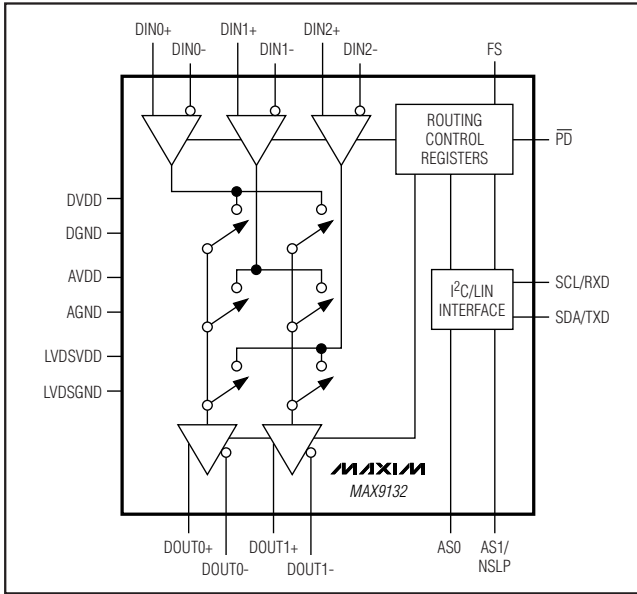 DIN0+ DIN1+ DIN2+
DIN0- DIN1- DIN2- FS
ROUTING
CONTROL
REGISTERS
P̅D̅
DVDD
DGND
AVDD
AGND
LVDSVDD
LVDSGND
I²C/LIN
INTERFACE
SCL/RXD
SDA/TXD
MAXIM
MAX9132
DOUT0+ DOUT1+ AS0 AS1/
DOUT0- DOUT1- NSLP